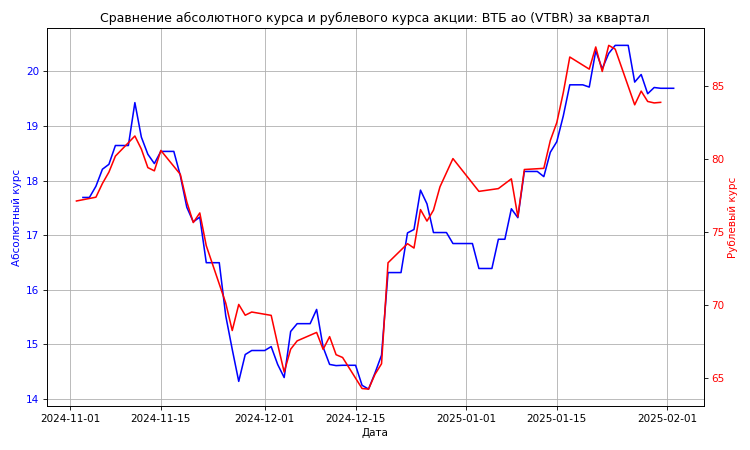 Сравнение абсолютного курса и рублевого курса акции: ВТБ ао (VTBR) за квартал
Абсолютный курс
20
19
18
17
16
15
14
85
80
75
70
65
Рублевый курс
2024-11-01 2024-11-15 2024-12-01 2024-12-15 2025-01-01 2025-01-15 2025-02-01
Дата